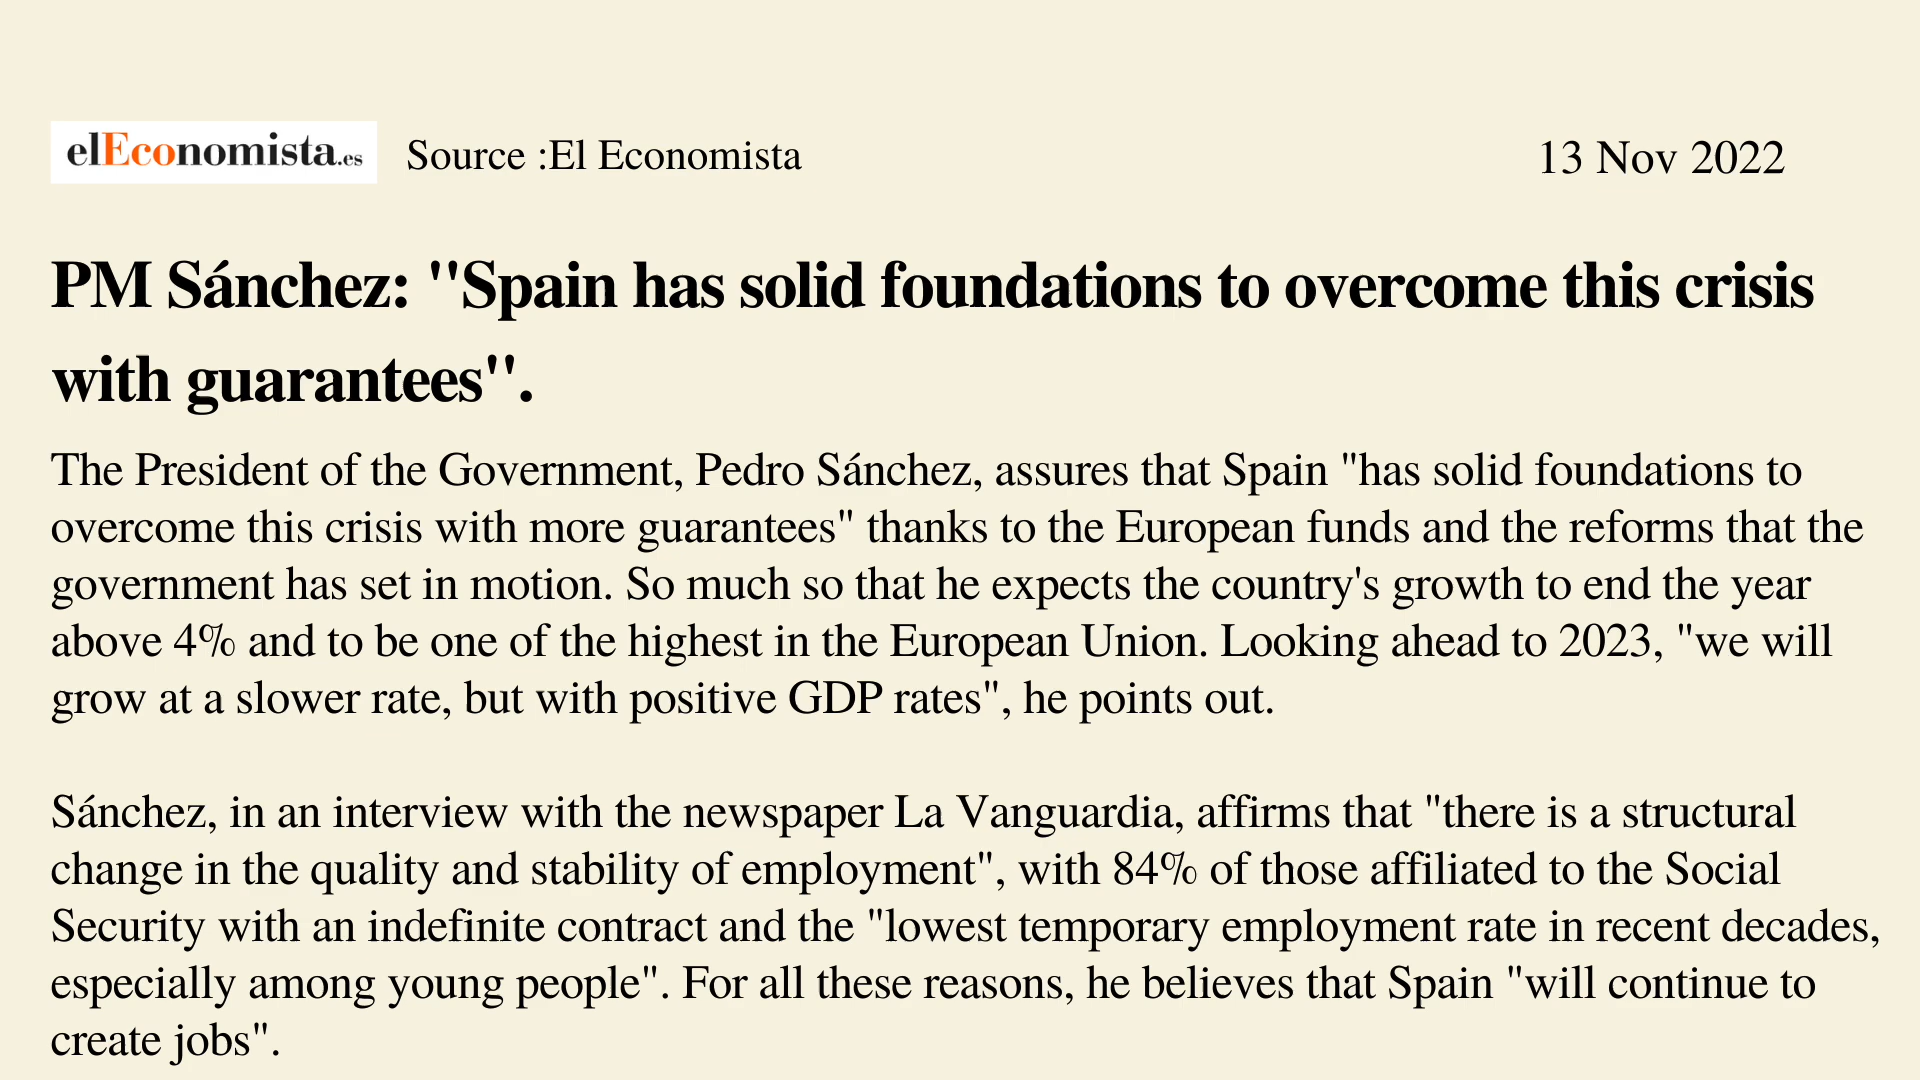 elEconomista.es
Source :El Economista
13 Nov 2022
PM Sánchez: "Spain has solid foundations to overcome this crisis
with guarantees".
The President of the Government, Pedro Sánchez, assures that Spain "has solid foundations to
overcome this crisis with more guarantees" thanks to the European funds and the reforms that the
government has set in motion. So much so that he expects the country's growth to end the year
above 4% and to be one of the highest in the European Union. Looking ahead to 2023, "we will
grow at a slower rate, but with positive GDP rates", he points out.
Sánchez, in an interview with the newspaper La Vanguardia, affirms that "there is a structural
change in the quality and stability of employment", with 84% of those affiliated to the Social
Security with an indefinite contract and the "lowest temporary employment rate in recent decades,
especially among young people". For all these reasons, he believes that Spain "will continue to
create jobs".